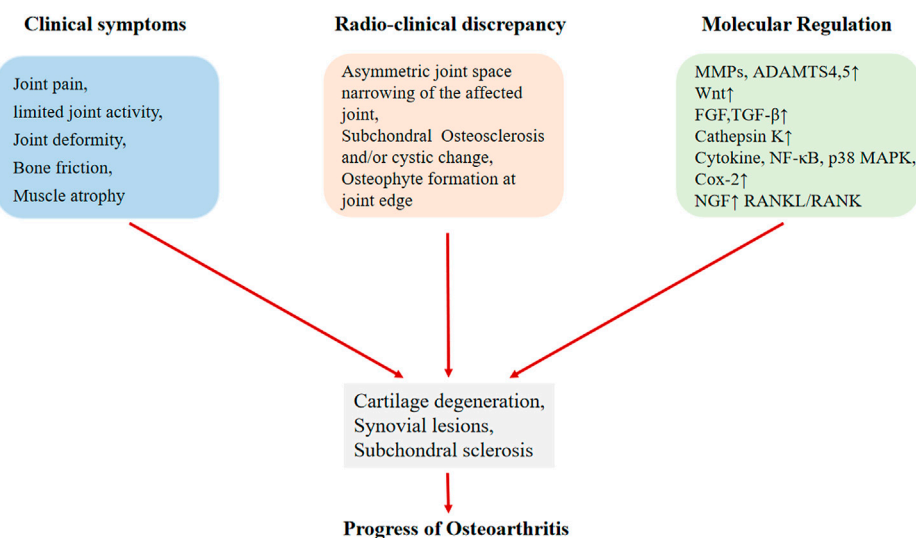 Clinical symptoms
Joint pain,
limited joint activity,
Joint deformity,
Bone friction,
Muscle atrophy
Radio-clinical discrepancy
Asymmetric joint space
narrowing of the affected
joint,
Subchondral Osteosclerosis
and/or cystic change,
Osteophyte formation at
joint edge
Molecular Regulation
MMPs, ADAMTS4,5↑
Wnt↑
FGF,TGF-β↑
Cathepsin K↑
Cytokine, NF-κB, p38 MAPK,
Cox-2↑
NGF↑ RANKL/RANK
Cartilage degeneration,
Synovial lesions,
Subchondral sclerosis
Progress of Osteoarthritis